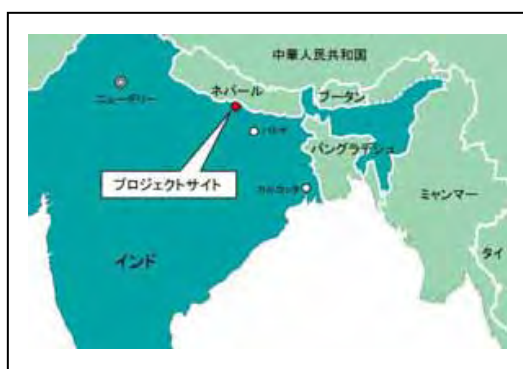 中華人民共和国
ネパール
ブータン
ニューデリー
パトナ
バングラデシュ
プロジェクトサイト
カルカッタ
ミャンマー
インド
タイ